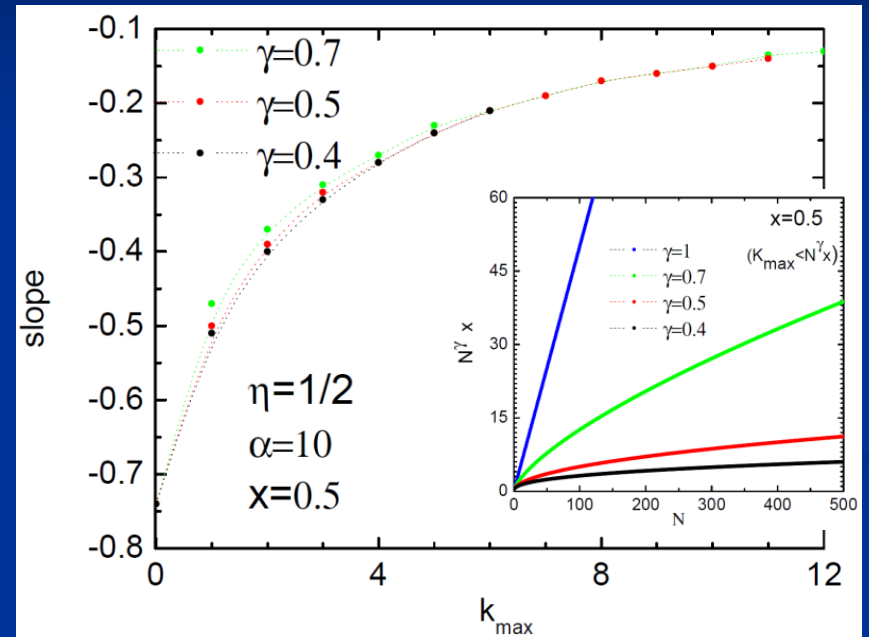 -0.1
-0.2
-0.3
-0.4
-0.5
-0.6
-0.7
-0.8
slope
γ=0.7
γ=0.5
γ=0.4
η=1/2
α=10
x=0.5
0 4 8 12
k_max
60
45
30
15
0
N^γ x
x=0.5
γ=1 (K_max<N^γx)
γ=0.7
γ=0.5
γ=0.4
0 100 200 300 400 500
N